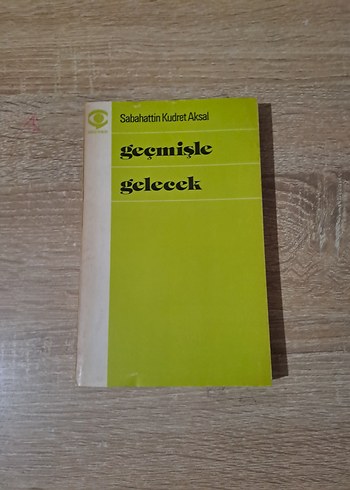 Sabahattin Kudret Aksal
geçmişle
gelecek